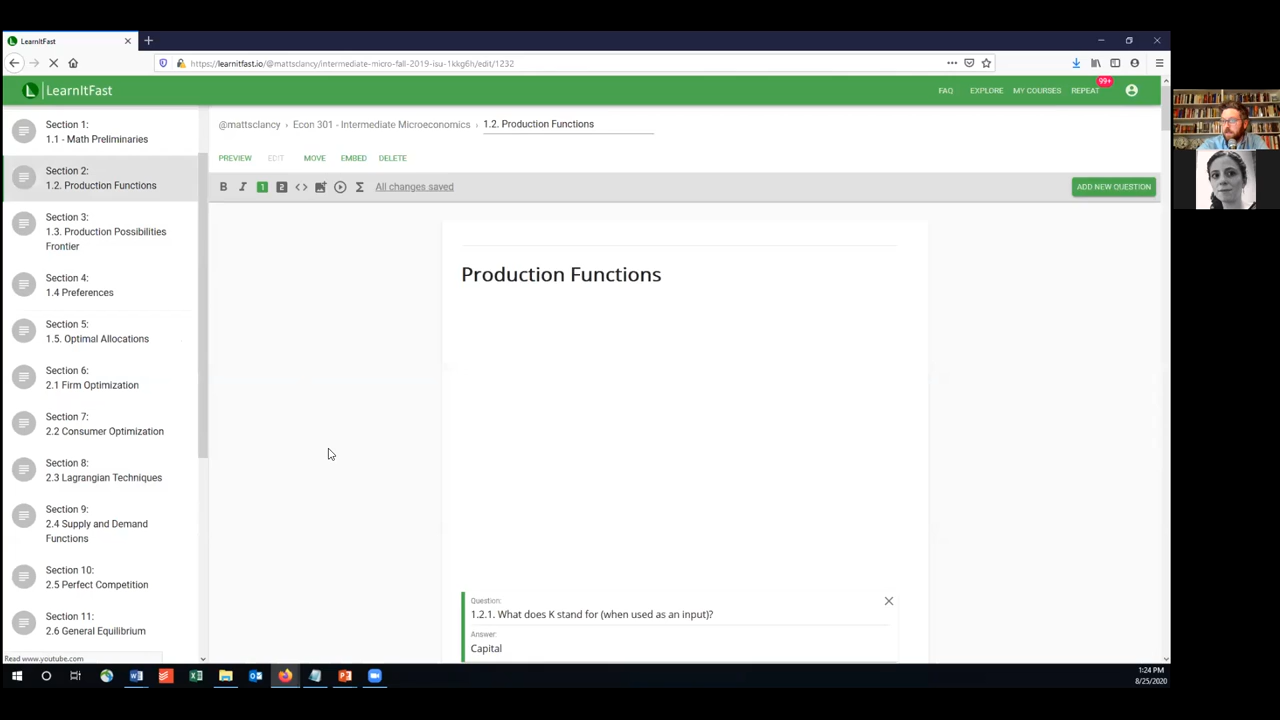 LearnItFast
https://learnitfast.io/@mattsclancy/intermediate-micro-fall-2019-isu-1kkg6h/edit/1232
LearnItFast
FAQ
EXPLORE
MY COURSES
REPEAT
99+
Section 1:
1.1 - Math Preliminaries
Section 2:
1.2. Production Functions
Section 3:
1.3. Production Possibilities
Frontier
Section 4:
1.4 Preferences
Section 5:
1.5. Optimal Allocations
Section 6:
2.1 Firm Optimization
Section 7:
2.2 Consumer Optimization
Section 8:
2.3 Lagrangian Techniques
Section 9:
2.4 Supply and Demand
Functions
Section 10:
2.5 Perfect Competition
Section 11:
2.6 General Equilibrium
Read www.youtube.com
@mattsclancy › Econ 301 - Intermediate Microeconomics › 1.2. Production Functions
PREVIEW EDIT MOVE EMBED DELETE
B I 1 2 <> Σ All changes saved
ADD NEW QUESTION
Production Functions
Question:
1.2.1. What does K stand for (when used as an input)?
Answer:
Capital
1:24 PM
8/25/2020